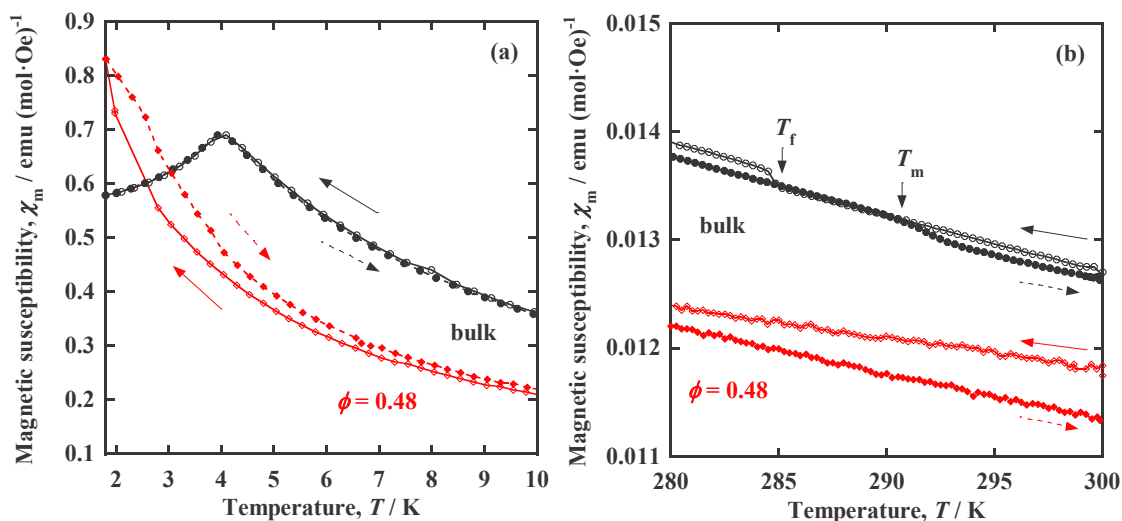 (a)
Magnetic susceptibility, χm / emu (mol·Oe)-1
0.9
0.8
0.7
0.6
0.5
0.4
0.3
0.2
0.1
bulk
ϕ = 0.48
2 3 4 5 6 7 8 9 10
Temperature, T / K
(b)
Magnetic susceptibility, χm / emu (mol·Oe)-1
0.015
0.014
0.013
0.012
0.011
Tf
Tm
bulk
ϕ = 0.48
280 285 290 295 300
Temperature, T / K